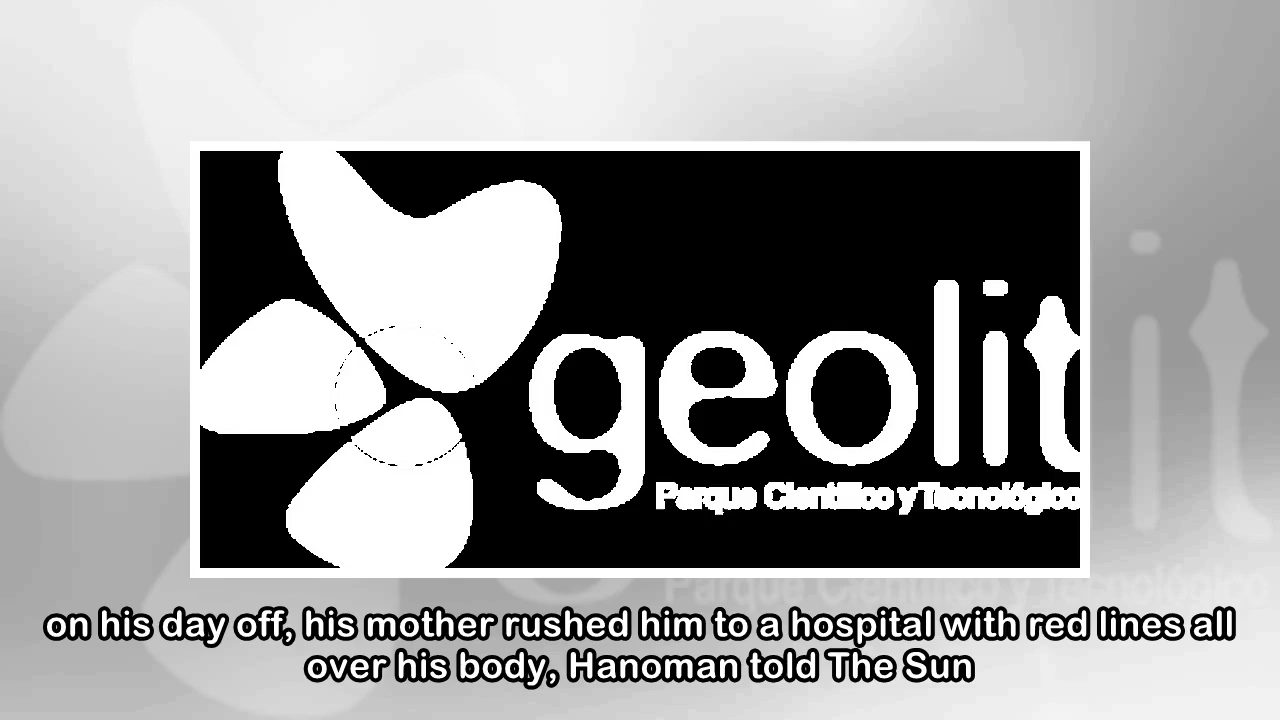 geolit
Parque Científico y Tecnológico
on his day off, his mother rushed him to a hospital with red lines all
over his body, Hanoman told The Sun